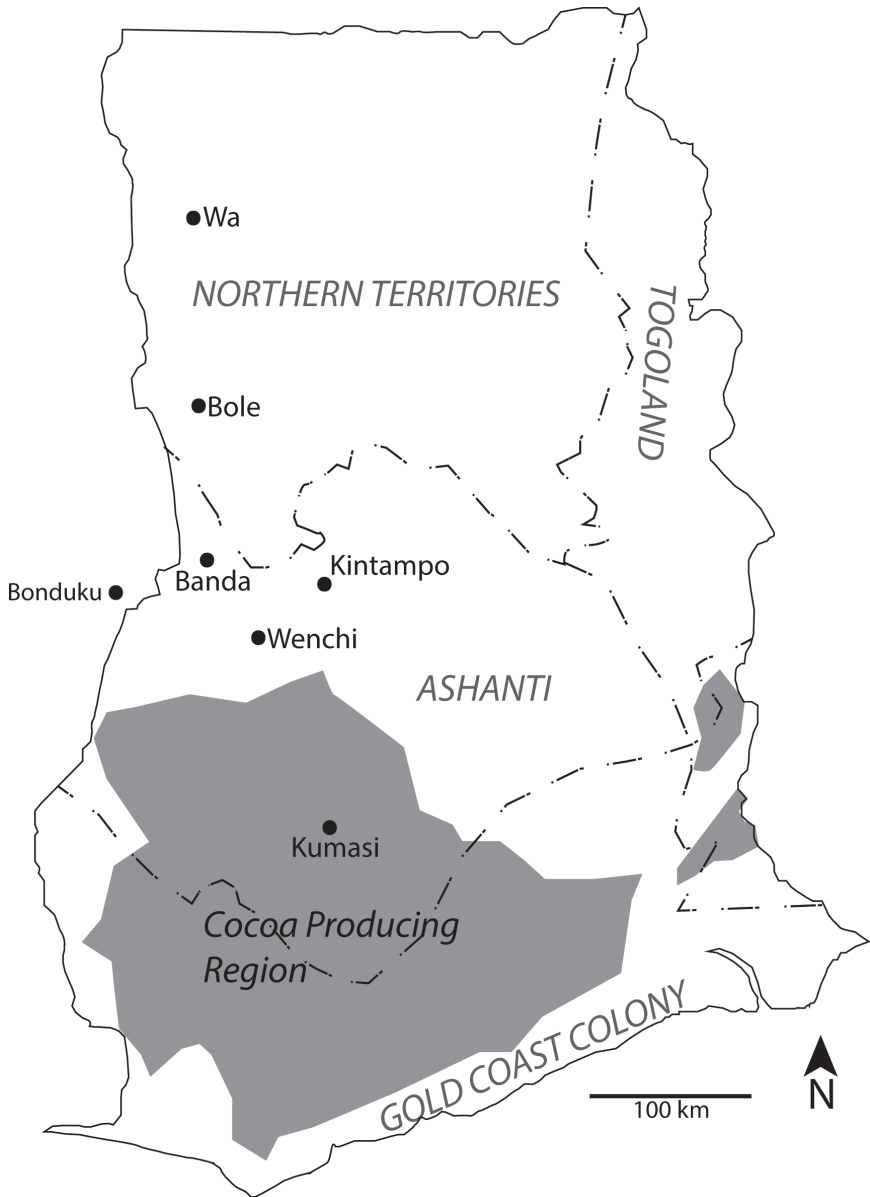 Wa
NORTHERN TERRITORIES
TOGOLAND
Bole
Banda
Kintampo
Bonduku
Wenchi
ASHANTI
Kumasi
Cocoa Producing
Region
GOLD COAST COLONY
100 km
N